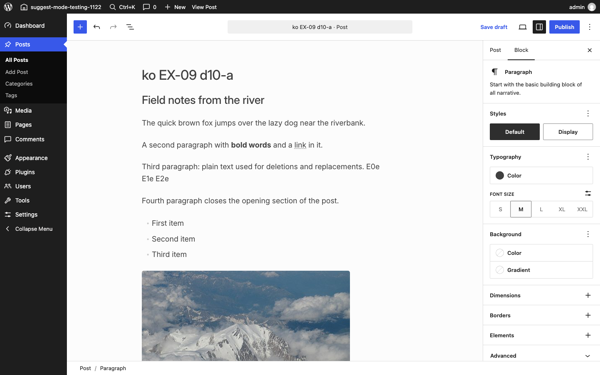 suggest-mode-testing-1122 Ctrl+K 0 New View Post admin
Dashboard
Posts
All Posts
Add Post
Categories
Tags
Media
Pages
Comments
Appearance
Plugins
Users
Tools
Settings
Collapse Menu
ko EX-09 d10-a · Post
Save draft Publish
ko EX-09 d10-a
Field notes from the river
The quick brown fox jumps over the lazy dog near the riverbank.
A second paragraph with bold words and a link in it.
Third paragraph: plain text used for deletions and replacements. E0e
E1e E2e
Fourth paragraph closes the opening section of the post.
First item
Second item
Third item
Post Block
Paragraph
Start with the basic building block of
all narrative.
Styles
Default Display
Typography
Color
FONT SIZE
S M L XL XXL
Background
Color
Gradient
Dimensions
Borders
Elements
Advanced
Post / Paragraph